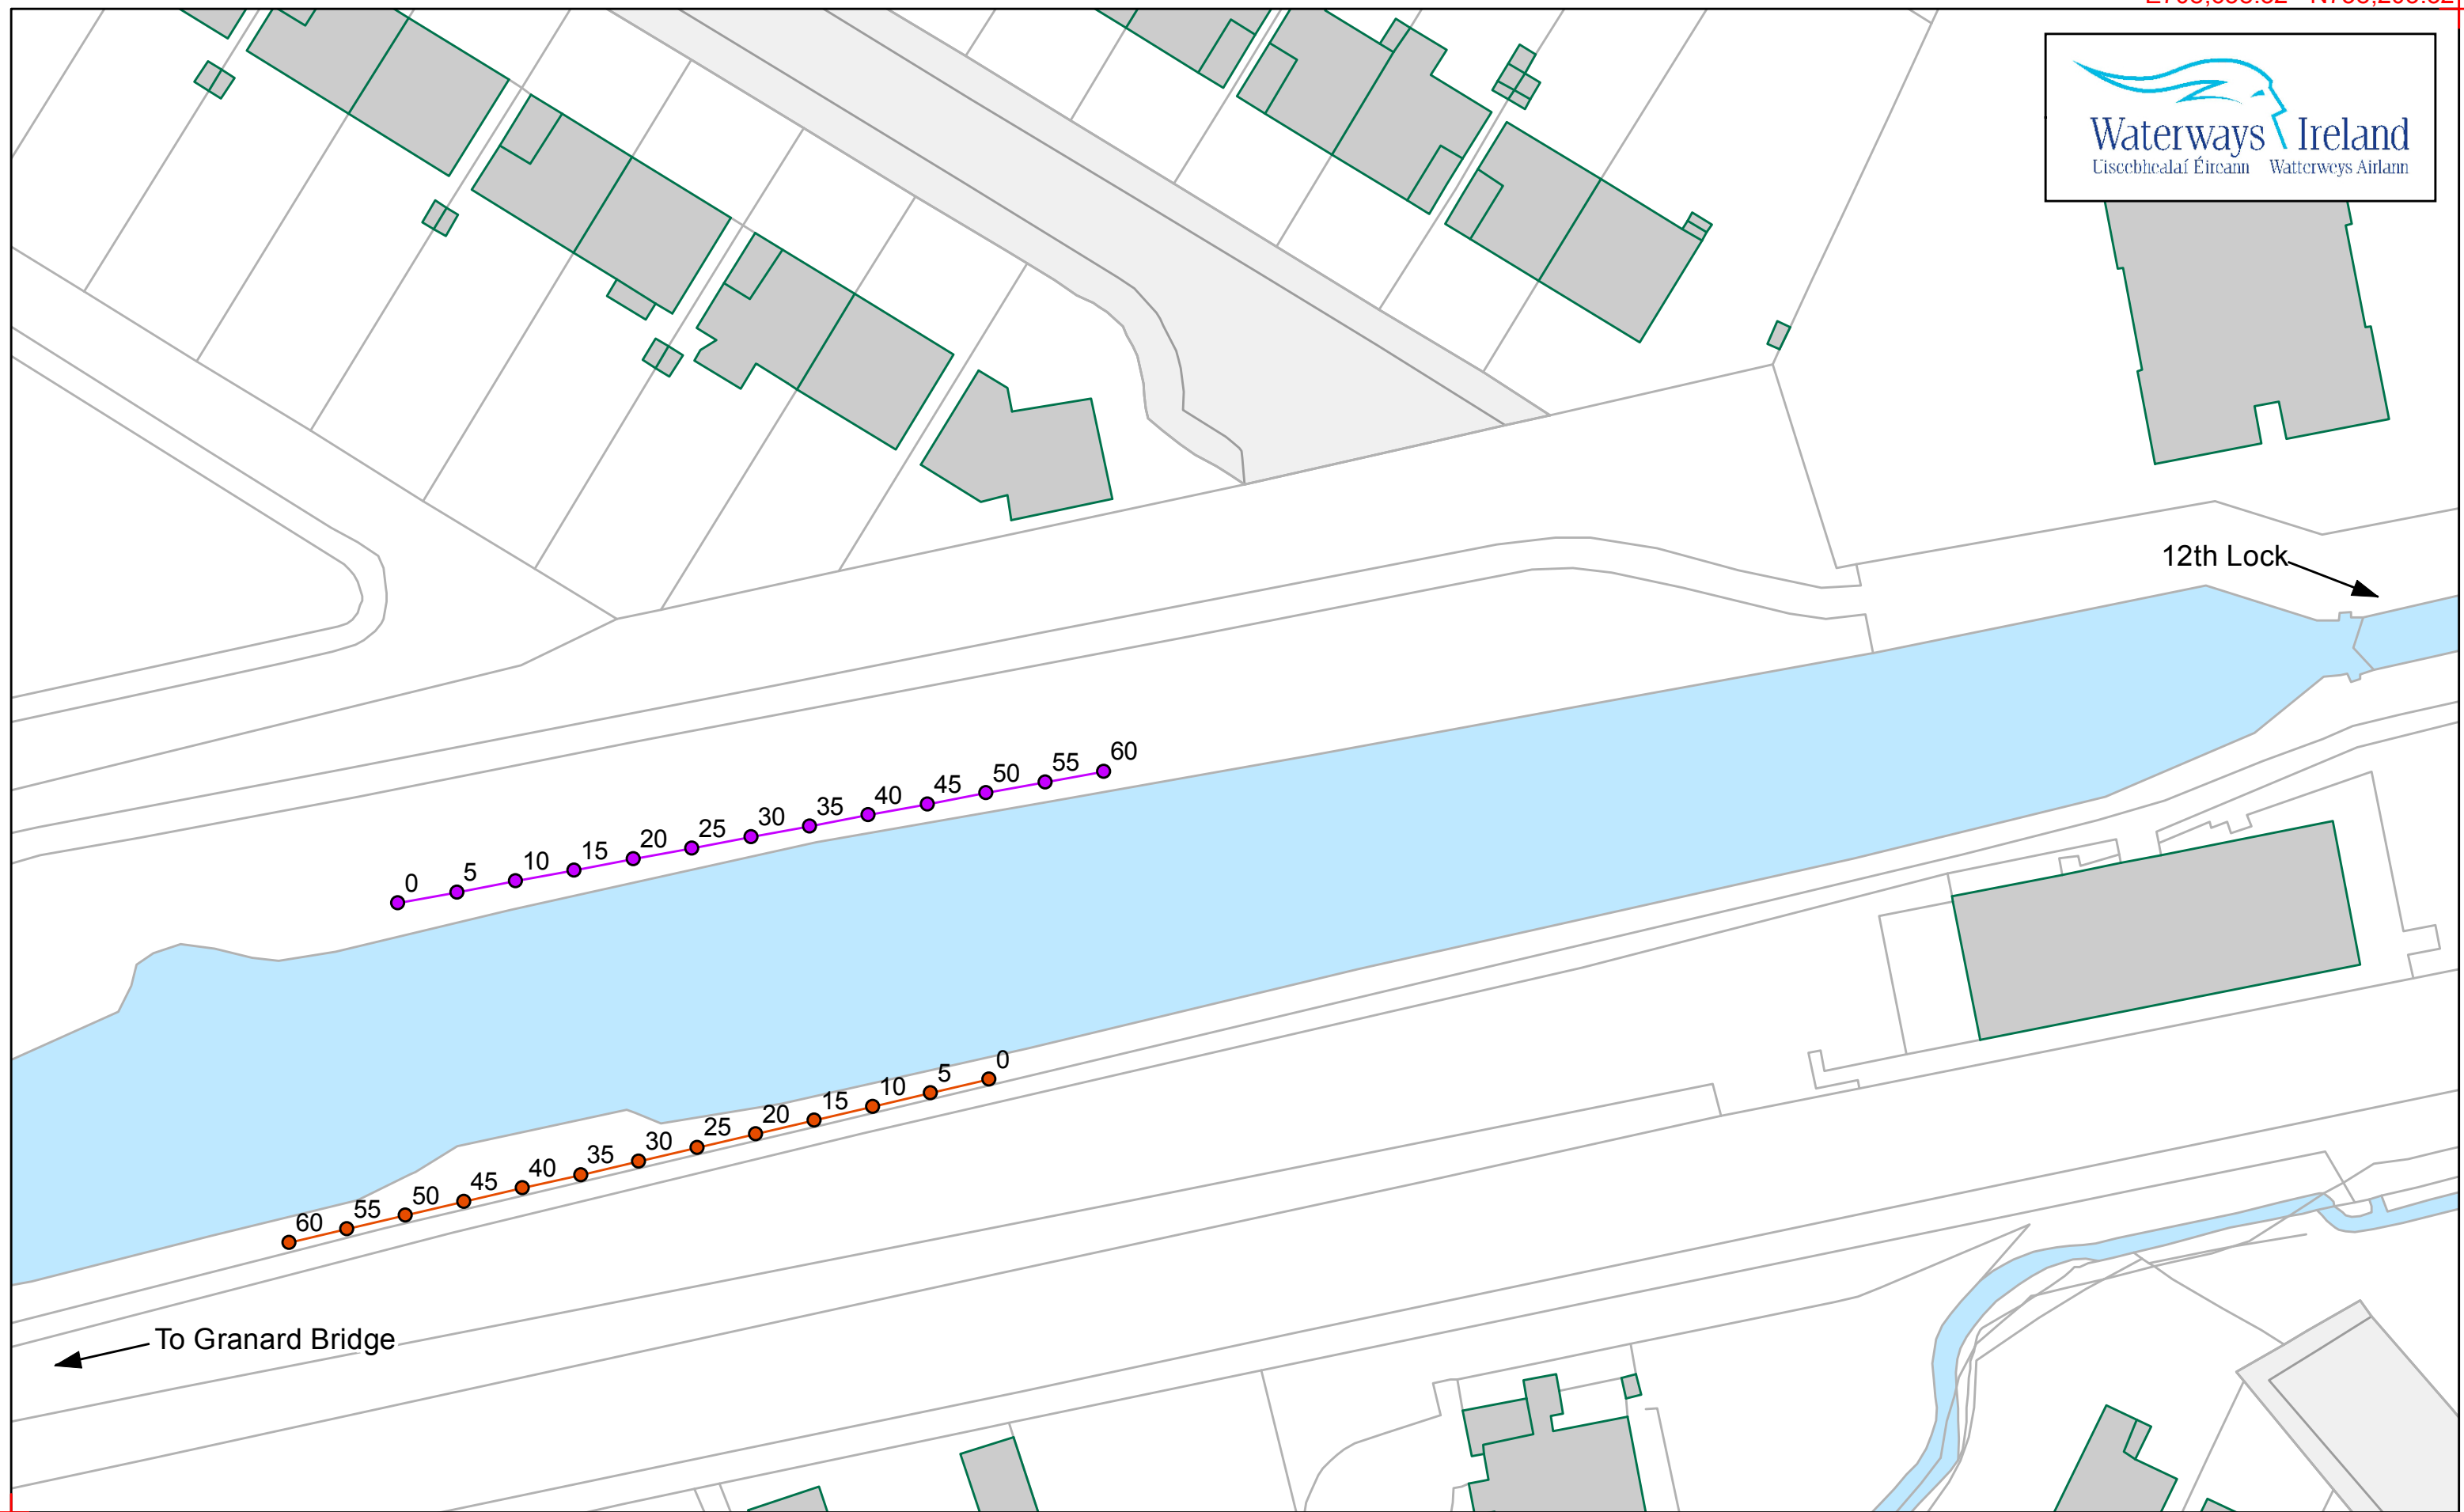 Waterways Ireland
Uiscebhealaí Éireann Watterweys Airlann
12th Lock
0 5 10 15 20 25 30 35 40 45 50 55 60
60 55 50 45 40 35 30 25 20 15 10 5 0
To Granard Bridge